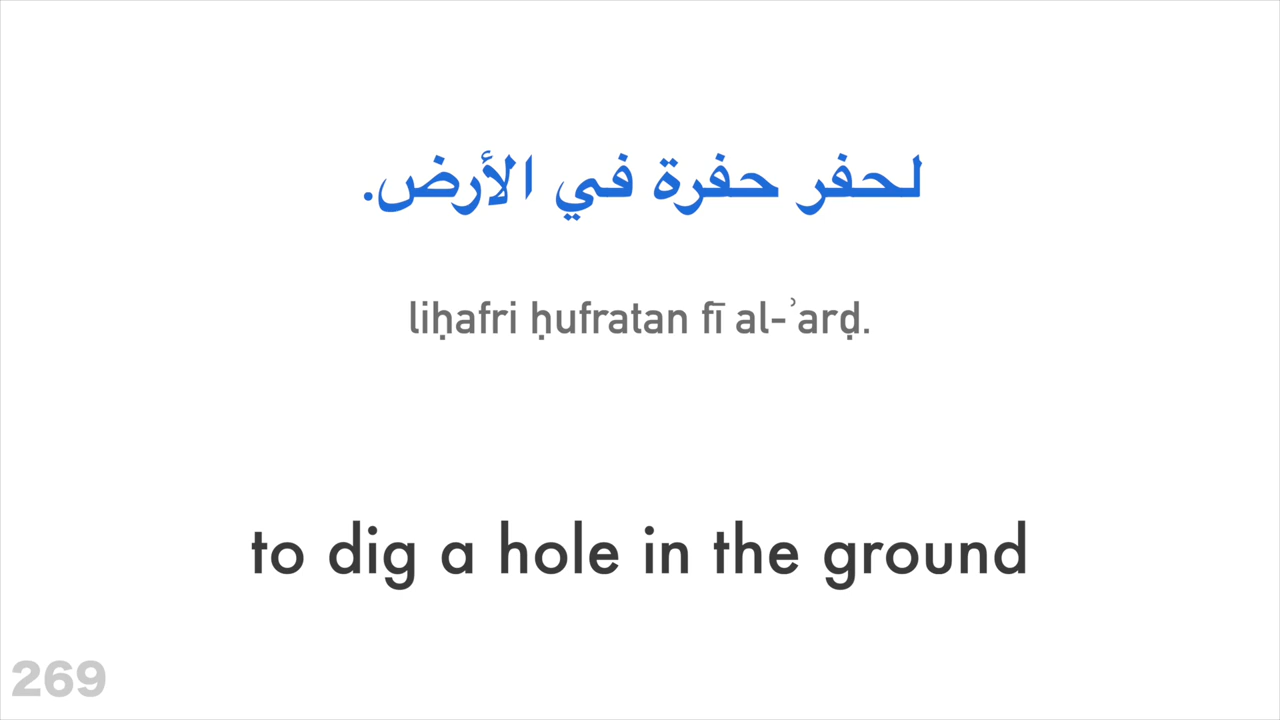 لحفر حفرة في الأرض.
liḥafri ḥufratan fī al-ʾarḍ.
to dig a hole in the ground
269